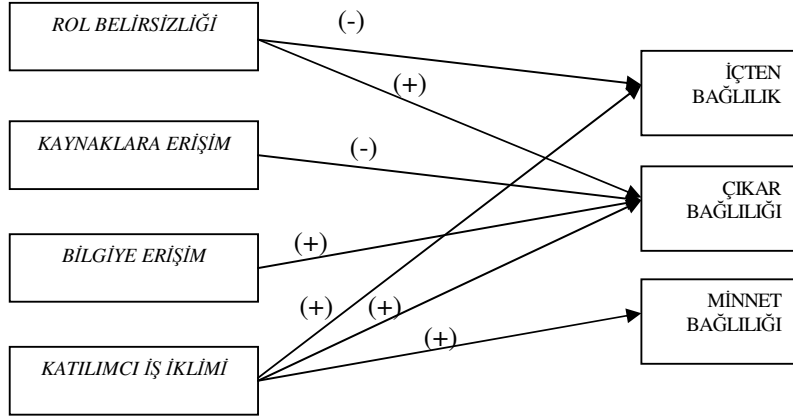 ROL BELİRSİZLİĞİ
(-)
İÇTEN
BAĞLILIK
(+)
KAYNAKLARA ERİŞİM
(-)
ÇIKAR
BAĞLILIĞI
BİLGİYE ERİŞİM
(+)
MİNNET
BAĞLILIĞI
(+)
(+)
(+)
KATILIMCI İŞ İKLİMİ